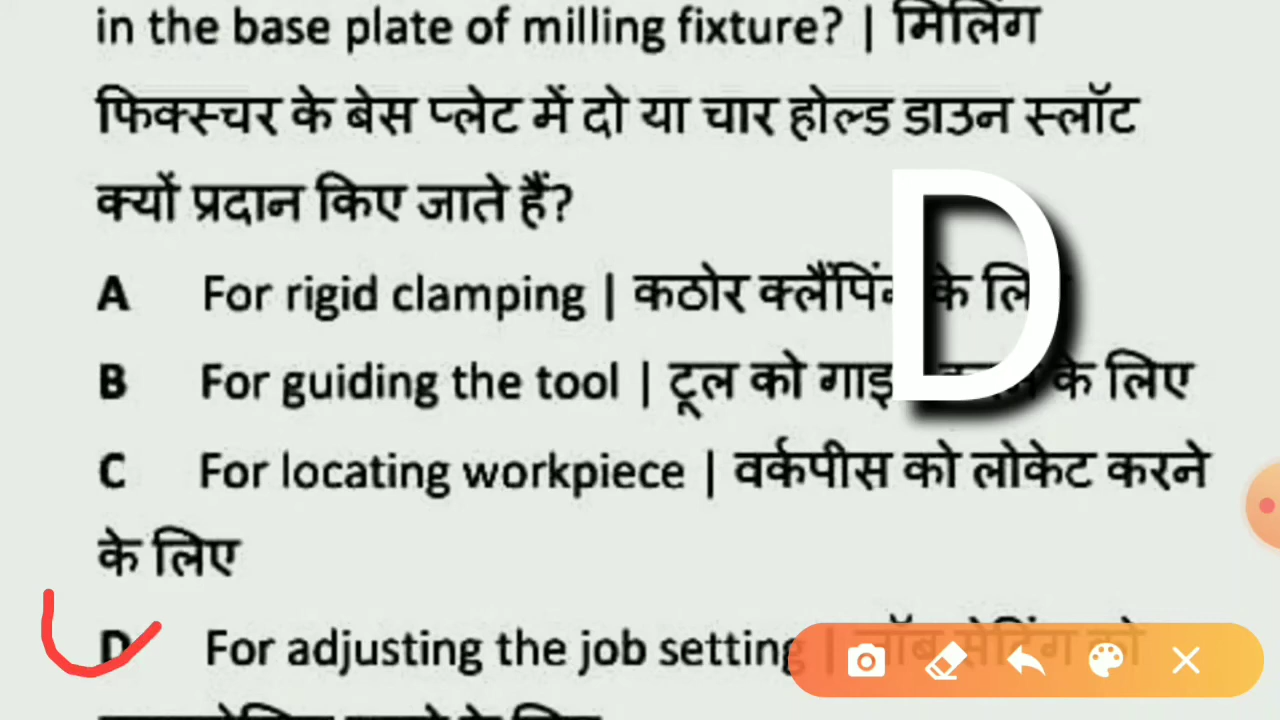 in the base plate of milling fixture? | मिलिंग
फिक्स्चर के बेस प्लेट में दो या चार होल्ड डाउन स्लॉट
क्यों प्रदान किए जाते हैं?
A For rigid clamping | कठोर के
D
B For guiding the tool | टूल को के लिए
C For locating workpiece | वर्कपीस को लोकेट करने
के लिए
D For adjusting the job setting |